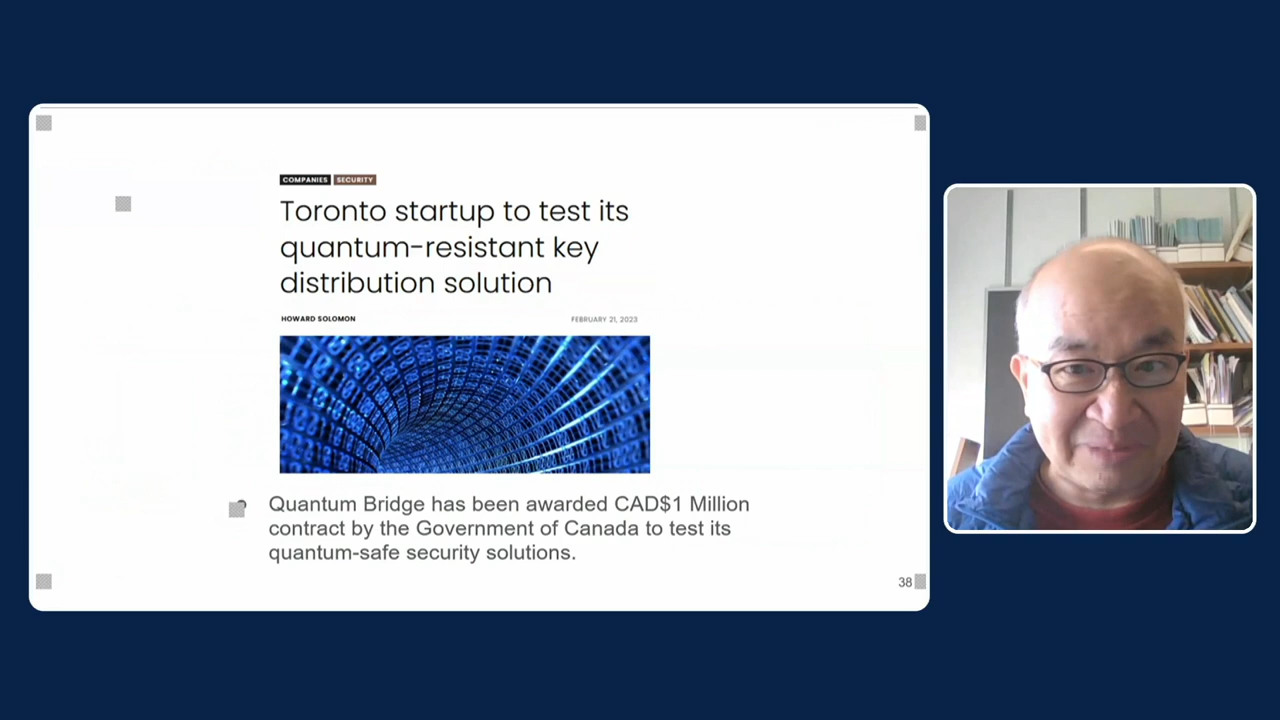 COMPANIES SECURITY
Toronto startup to test its
quantum-resistant key
distribution solution
HOWARD SOLOMON FEBRUARY 21, 2023
Quantum Bridge has been awarded CAD$1 Million
contract by the Government of Canada to test its
quantum-safe security solutions.
38